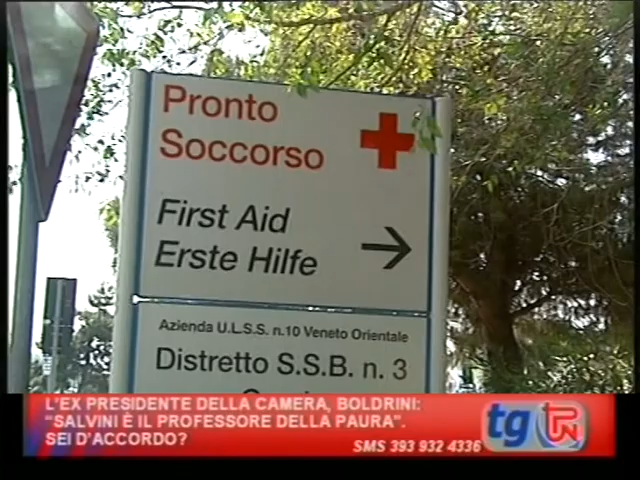 Pronto
Soccorso
First Aid
Erste Hilfe
Azienda U.L.S.S. n.10 Veneto Orientale
Distretto S.S.B. n. 3
L'EX PRESIDENTE DELLA CAMERA, BOLDRINI:
"SALVINI È IL PROFESSORE DELLA PAURA".
SEI D'ACCORDO?
SMS 393 932 4336
tg